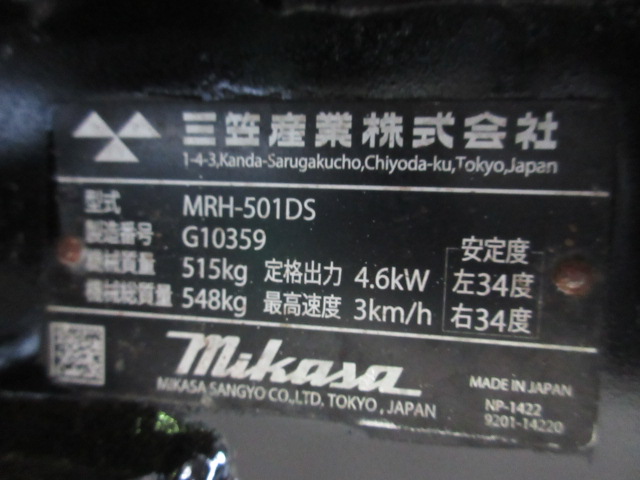 三笠産業株式会社
1-4-3,Kanda-Sarugakucho,Chiyoda-ku,Tokyo,Japan
型式 MRH-501DS
製造番号 G10359
機械質量 515kg 定格出力 4.6kW
機械総質量 548kg 最高速度 3km/h
安定度
左34度
右34度
mikasa
MIKASA SANGYO CO.,LTD, TOKYO, JAPAN
MADE IN JAPAN
NP-1422
9201-14220